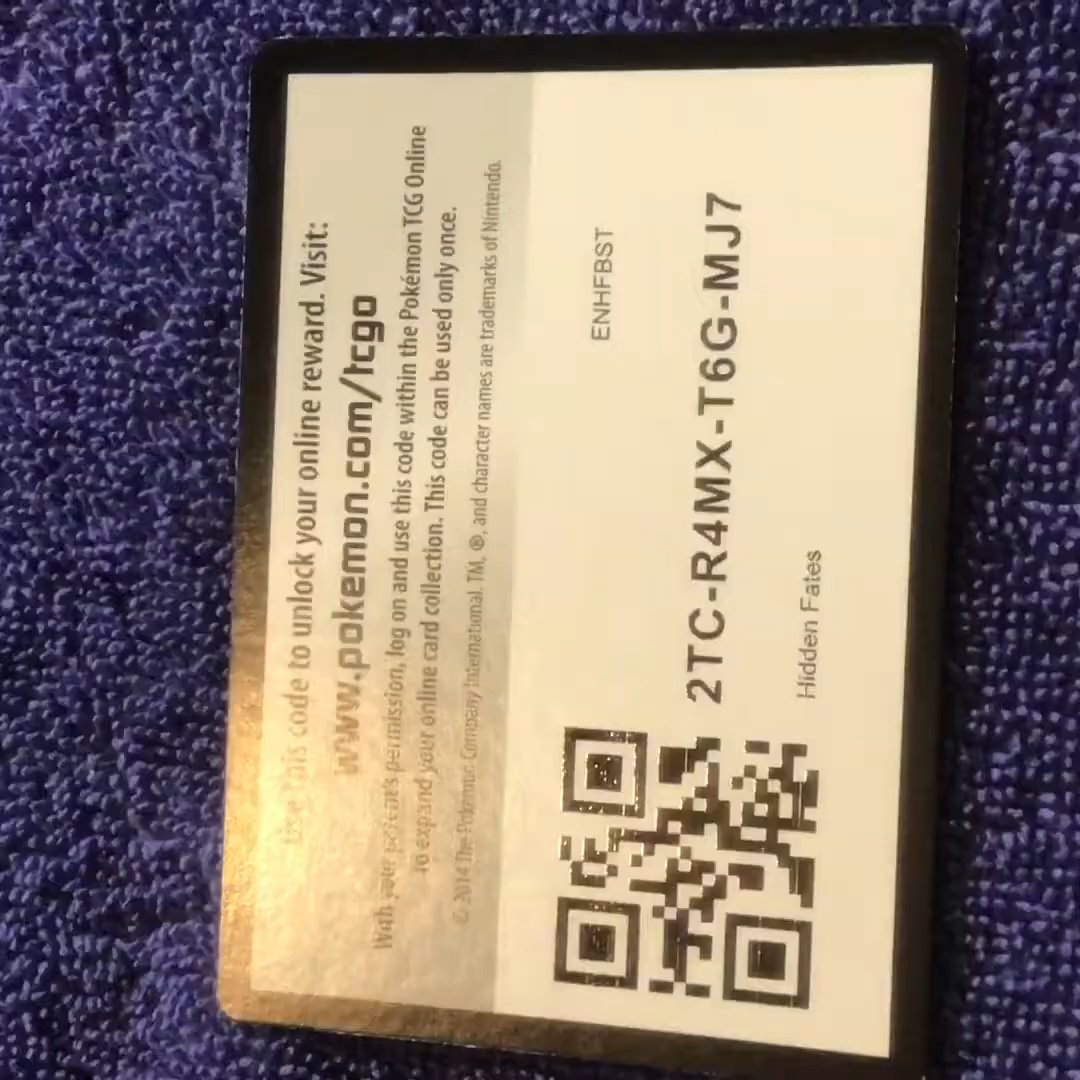 Use this code to unlock your online reward. Visit:
www.pokemon.com/tcgo
With your parent's permission, log on and use this code within the Pokémon TCG Online
to expand your online card collection. This code can be used only once.
© 2014 The Pokémon Company International. TM, ®, and character names are trademarks of Nintendo.
ENHFBST
2TC-R4MX-T6G-MJ7
Hidden Fates